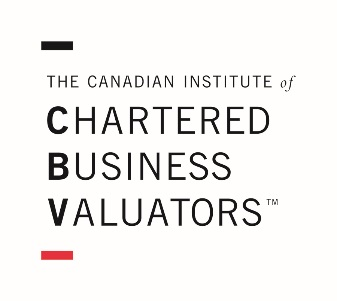 THE CANADIAN INSTITUTE of
CHARTERED
BUSINESS
VALUATORS™